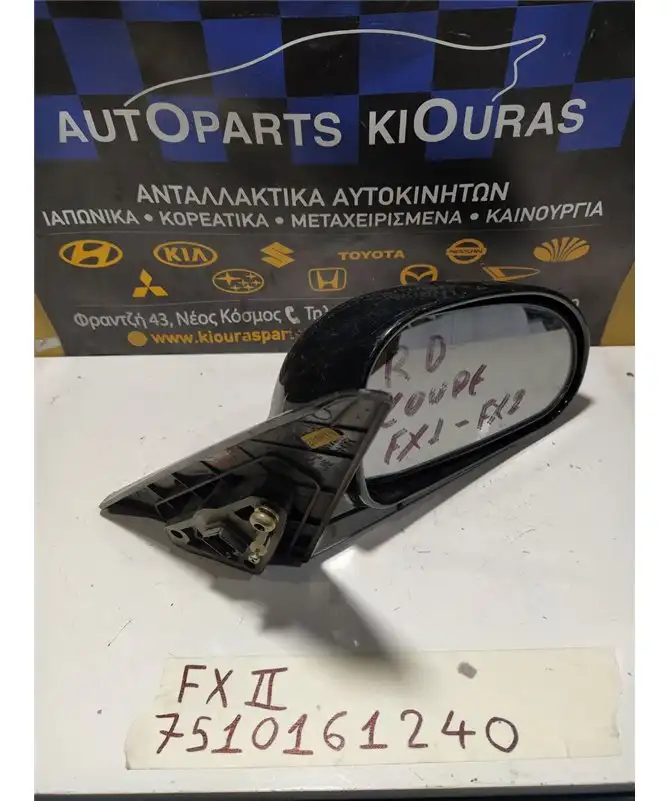 AUTOPARTS KIOURAS
ΑΝΤΑΛΛΑΚΤΙΚΑ ΑΥΤΟΚΙΝΗΤΩΝ
ΙΑΠΩΝΙΚΑ • ΚΟΡΕΑΤΙΚΑ • ΜΕΤΑΧΕΙΡΙΣΜΕΝΑ • ΚΑΙΝΟΥΡΓΙΑ
KIA TOYOTA
Φραντζή 43, Νέος Κόσμος Τηλ
www.kiourasparts
R D
COUPE
FX1-FX2
FX II
7510161240